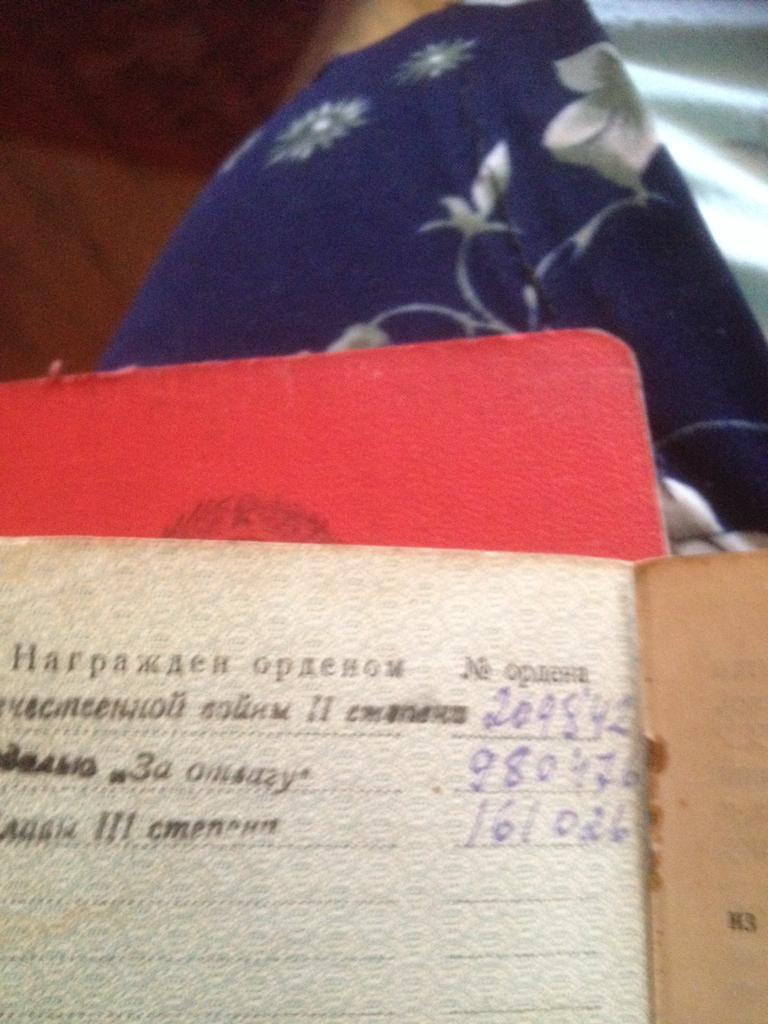 Награжден орденом № ордена
ечественной войны II степени
далью „За отвагу"
лавы III степени 161026
из